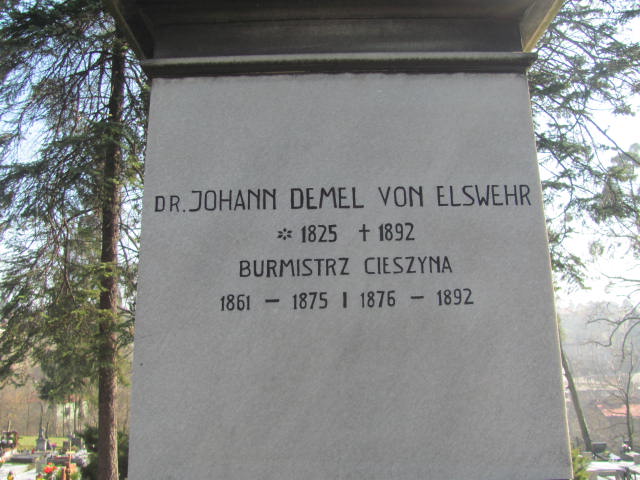 DR. JOHANN DEMEL VON ELSWEHR
* 1825 † 1892
BURMISTRZ CIESZYNA
1861 – 1875 I 1876 – 1892